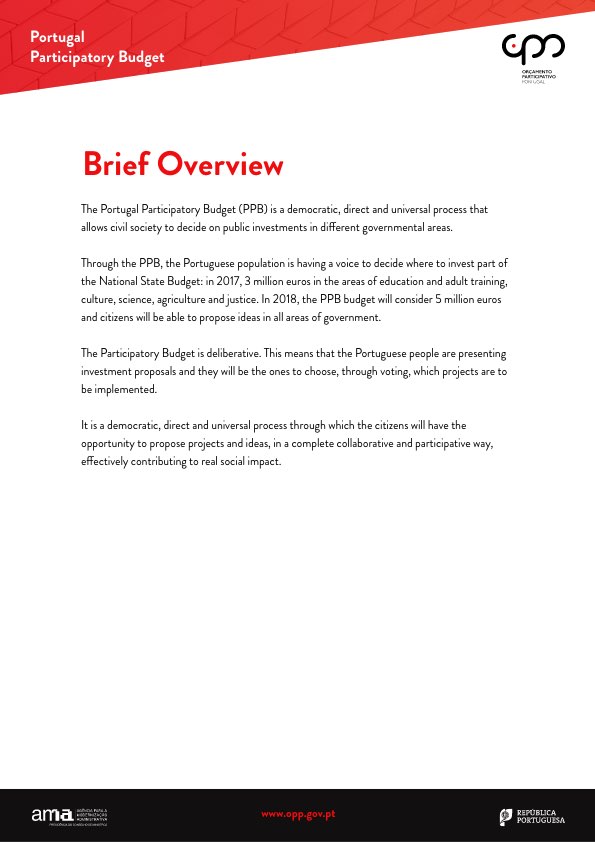 Portugal
Participatory Budget
opp
ORÇAMENTO
PARTICIPATIVO
PORTUGAL
Brief Overview
The Portugal Participatory Budget (PPB) is a democratic, direct and universal process that
allows civil society to decide on public investments in different governmental areas.
Through the PPB, the Portuguese population is having a voice to decide where to invest part of
the National State Budget: in 2017, 3 million euros in the areas of education and adult training,
culture, science, agriculture and justice. In 2018, the PPB budget will consider 5 million euros
and citizens will be able to propose ideas in all areas of government.
The Participatory Budget is deliberative. This means that the Portuguese people are presenting
investment proposals and they will be the ones to choose, through voting, which projects are to
be implemented.
It is a democratic, direct and universal process through which the citizens will have the
opportunity to propose projects and ideas, in a complete collaborative and participative way,
effectively contributing to real social impact.
ama
AGÊNCIA PARA A
MODERNIZAÇÃO
ADMINISTRATIVA
www.opp.gov.pt
REPÚBLICA
PORTUGUESA